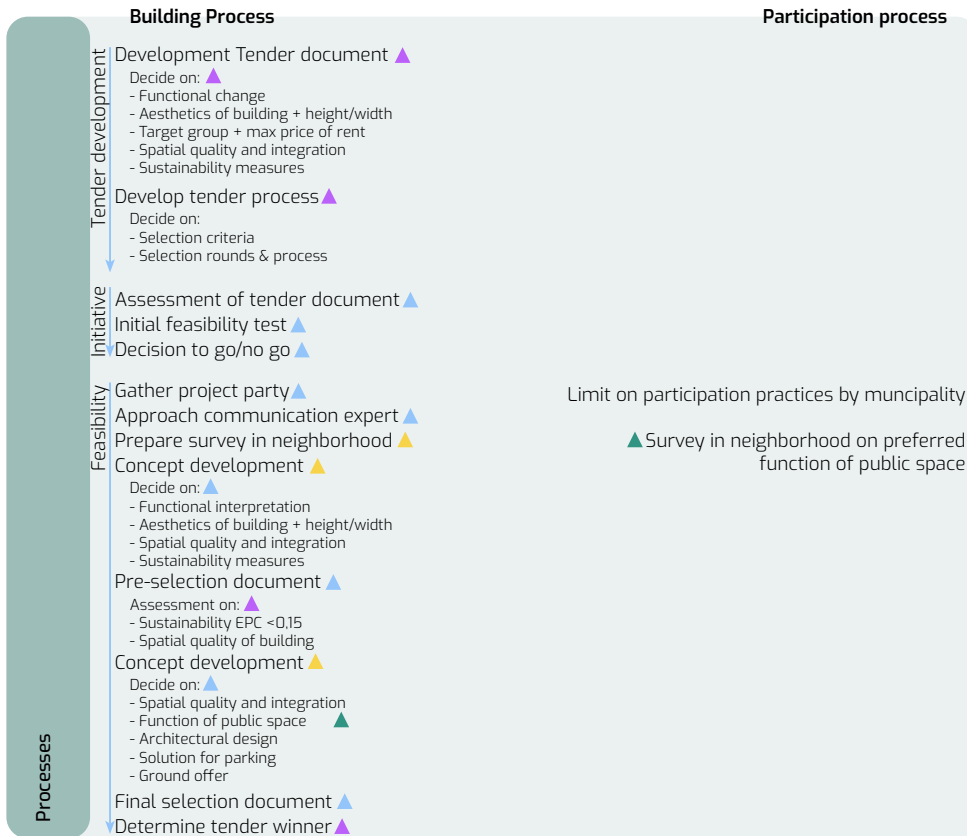 Building Process
Participation process
Tender development
Development Tender document
Decide on:
- Functional change
- Aesthetics of building + height/width
- Target group + max price of rent
- Spatial quality and integration
- Sustainability measures
Develop tender process
Decide on:
- Selection criteria
- Selection rounds & process
Initiative
Assessment of tender document
Initial feasibility test
Decision to go/no go
Feasibility
Gather project party
Limit on participation practices by muncipality
Approach communication expert
Prepare survey in neighborhood
Survey in neighborhood on preferred
function of public space
Concept development
Decide on:
- Functional interpretation
- Aesthetics of building + height/width
- Spatial quality and integration
- Sustainability measures
Pre-selection document
Assessment on:
- Sustainability EPC <0,15
- Spatial quality of building
Concept development
Decide on:
- Spatial quality and integration
- Function of public space
- Architectural design
- Solution for parking
- Ground offer
Final selection document
Determine tender winner
Processes